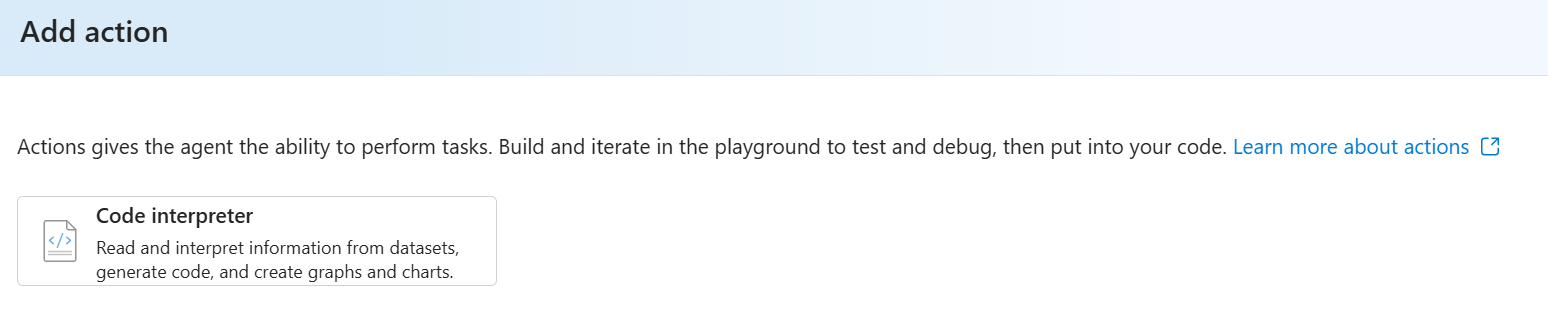 Add action
Actions gives the agent the ability to perform tasks. Build and iterate in the playground to test and debug, then put into your code. Learn more about actions
</>
Code interpreter
Read and interpret information from datasets,
generate code, and create graphs and charts.